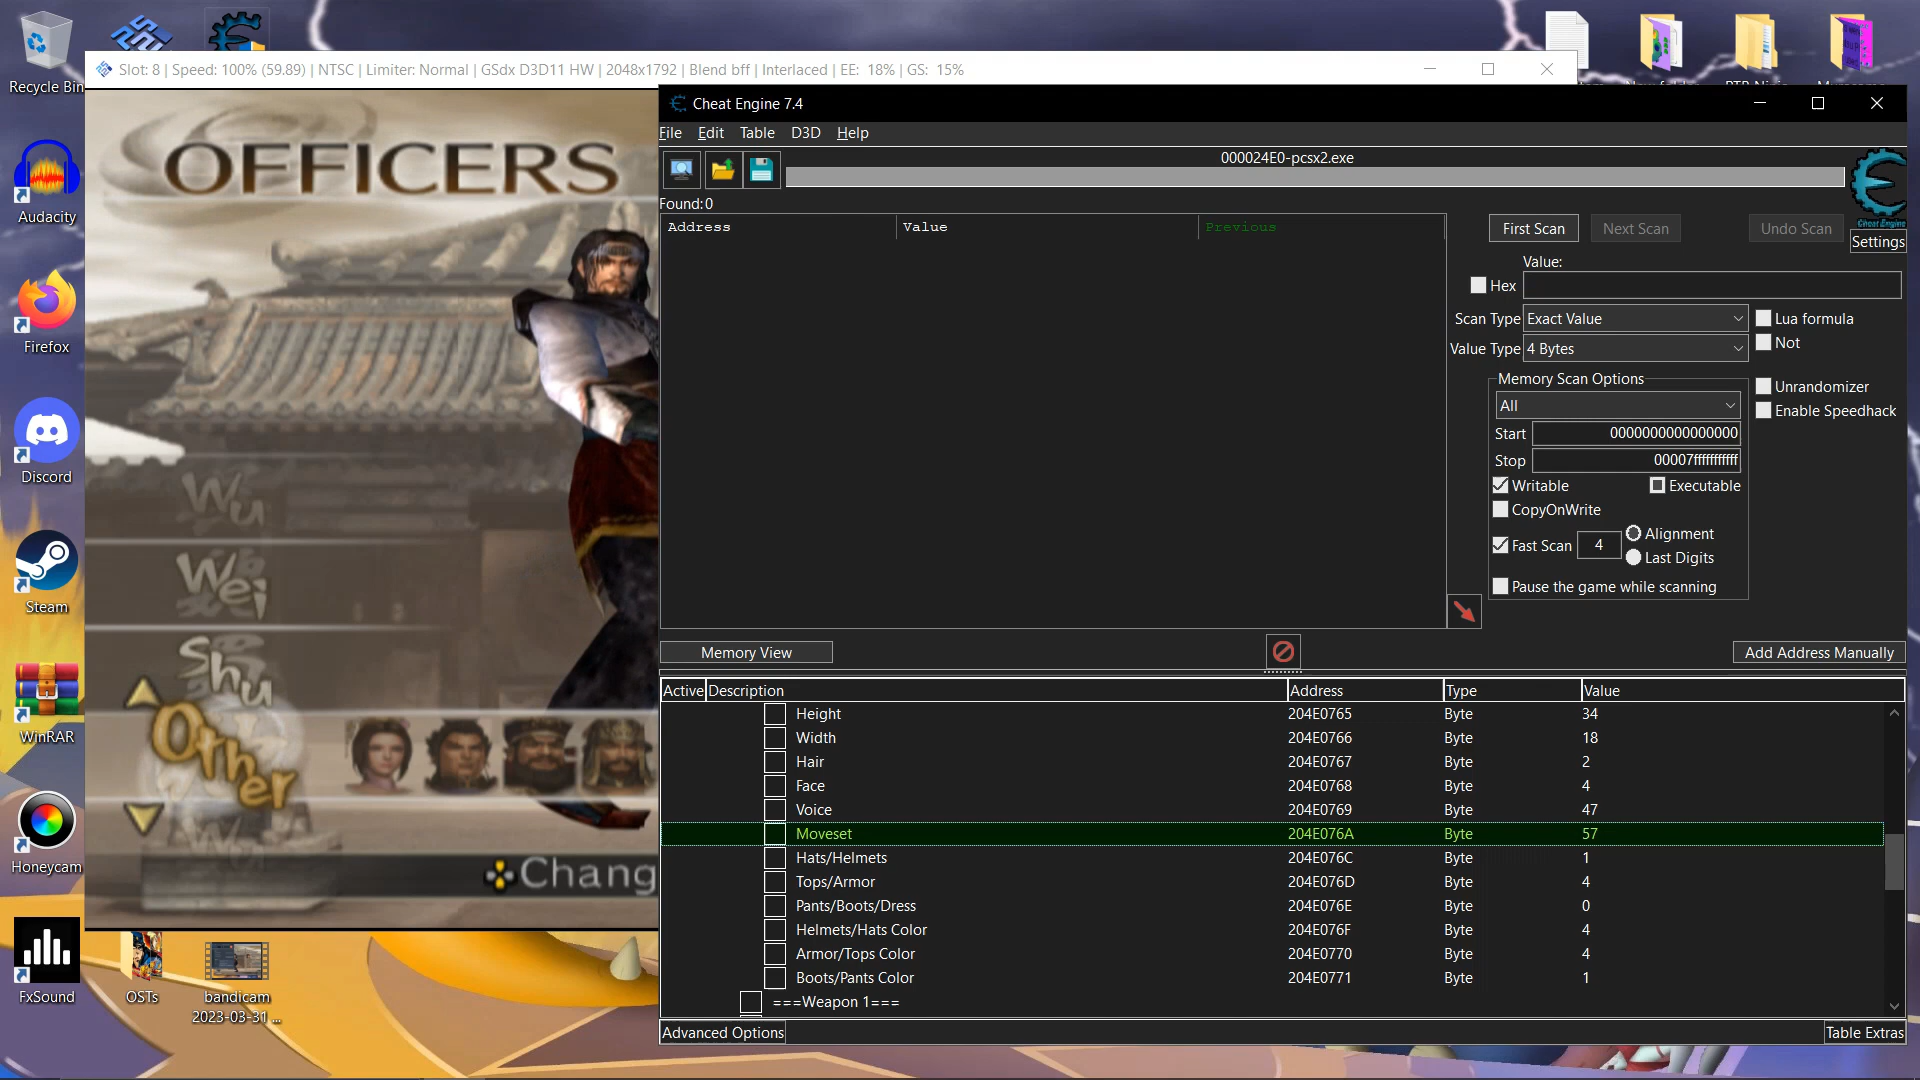 Recycle Bin
Audacity
Firefox
Discord
Steam
WinRAR
Honeycam
FxSound
OSTs
bandicam
2023-03-31 ...
Slot: 8 | Speed: 100% (59.89) | NTSC | Limiter: Normal | GSdx D3D11 HW | 2048x1792 | Blend bff | Interlaced | EE: 18% | GS: 15%
OFFICERS
Wu
Wei
Shu
Other
Chang
Cheat Engine 7.4
File Edit Table D3D Help
000024E0-pcsx2.exe
Cheat Engine
Settings
Found:0
Address Value Previous
First Scan Next Scan Undo Scan
Value:
Hex
Scan Type Exact Value
Lua formula
Value Type 4 Bytes
Not
Memory Scan Options
All
Unrandomizer
Enable Speedhack
Start 0000000000000000
Stop 00007fffffffffff
Writable Executable
CopyOnWrite
Fast Scan 4 Alignment
Last Digits
Pause the game while scanning
Memory View
Add Address Manually
Active Description Address Type Value
Height 204E0765 Byte 34
Width 204E0766 Byte 18
Hair 204E0767 Byte 2
Face 204E0768 Byte 4
Voice 204E0769 Byte 47
Moveset 204E076A Byte 57
Hats/Helmets 204E076C Byte 1
Tops/Armor 204E076D Byte 4
Pants/Boots/Dress 204E076E Byte 0
Helmets/Hats Color 204E076F Byte 4
Armor/Tops Color 204E0770 Byte 4
Boots/Pants Color 204E0771 Byte 1
===Weapon 1===
Advanced Options
Table Extras